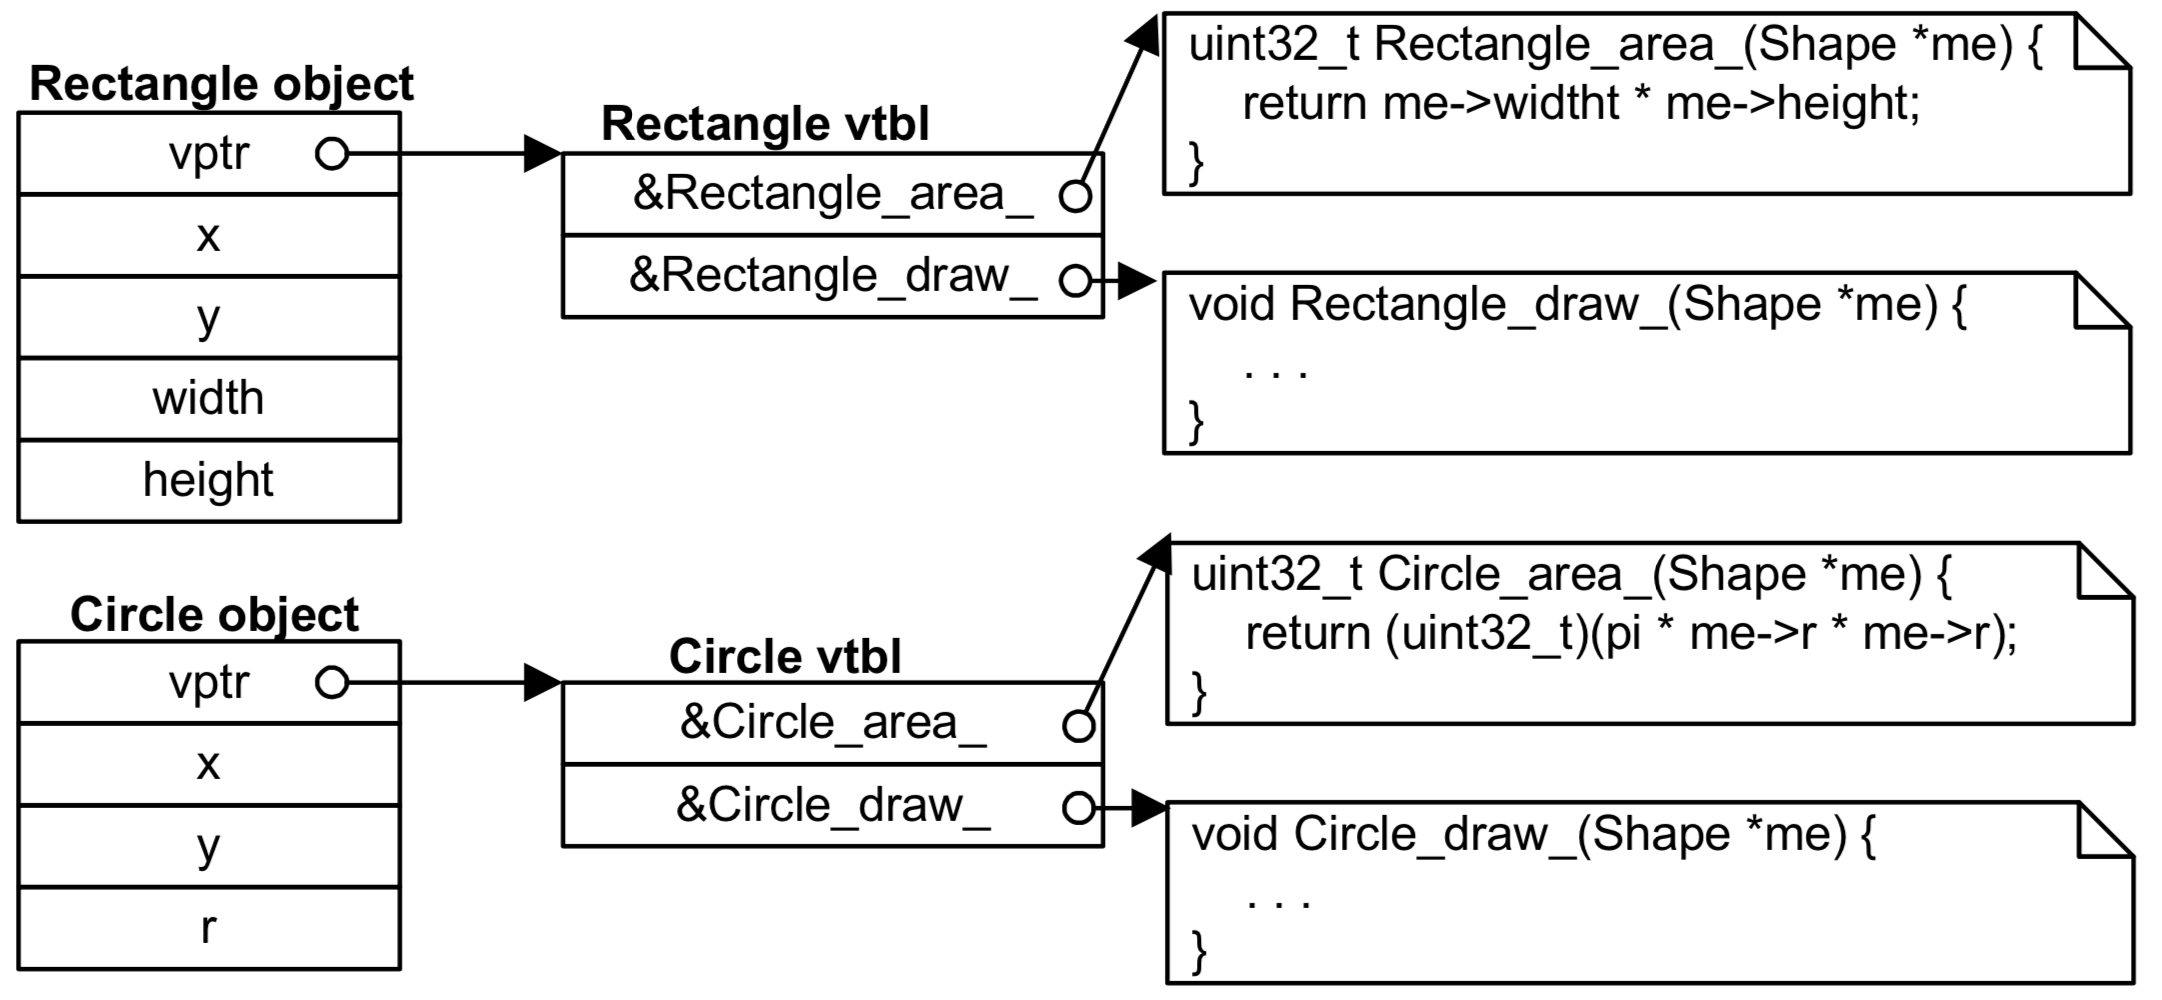 Rectangle object
vptr
x
y
width
height
Rectangle vtbl
&Rectangle_area_
&Rectangle_draw_
uint32_t Rectangle_area_(Shape *me) {
return me->widtht * me->height;
}
void Rectangle_draw_(Shape *me) {
. . .
}
Circle object
vptr
x
y
r
Circle vtbl
&Circle_area_
&Circle_draw_
uint32_t Circle_area_(Shape *me) {
return (uint32_t)(pi * me->r * me->r);
}
void Circle_draw_(Shape *me) {
. . .
}